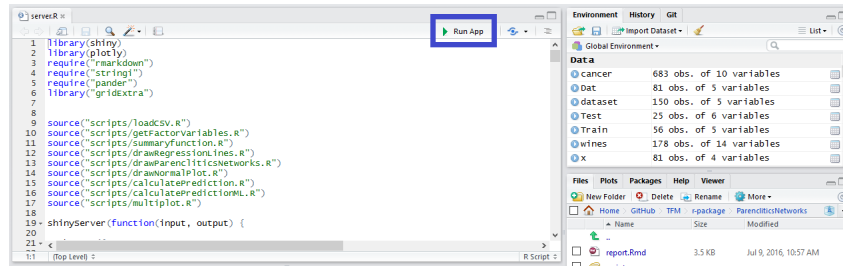 server.R
Run App
1 library(shiny)
2 library(plotly)
3 require("rmarkdown")
4 require("stringi")
5 require("pander")
6 library("gridExtra")
7
8
9 source("scripts/loadCSV.R")
10 source("scripts/getFactorVariables.R")
11 source("scripts/summaryFunction.R")
12 source("scripts/drawRegressionLines.R")
13 source("scripts/drawParencliticsNetworks.R")
14 source("scripts/drawNormalPlot.R")
15 source("scripts/calculatePrediction.R")
16 source("scripts/calculatePredictionML.R")
17 source("scripts/multiplot.R")
18
19 shinyServer(function(input, output) {
20
21
1:1 (Top Level) R Script
Environment History Git
Import Dataset List
Global Environment
Data
cancer 683 obs. of 10 variables
Dat 81 obs. of 5 variables
dataset 150 obs. of 5 variables
Test 25 obs. of 6 variables
Train 56 obs. of 5 variables
wines 178 obs. of 14 variables
x 81 obs. of 4 variables
Files Plots Packages Help Viewer
New Folder Delete Rename More
Home GitHub TFM r-package ParencliticsNetworks
Name Size Modified
..
report.Rmd 3.5 KB Jul 9, 2016, 10:57 AM